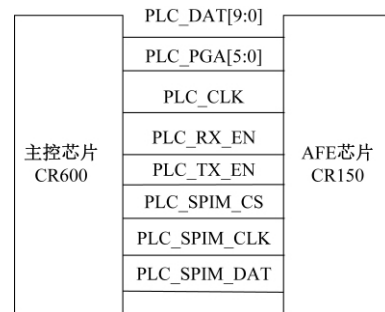 PLC_DAT[9:0]
PLC_PGA[5:0]
PLC_CLK
PLC_RX_EN
PLC_TX_EN
PLC_SPIM_CS
PLC_SPIM_CLK
PLC_SPIM_DAT
主控芯片
CR600
AFE芯片
CR150